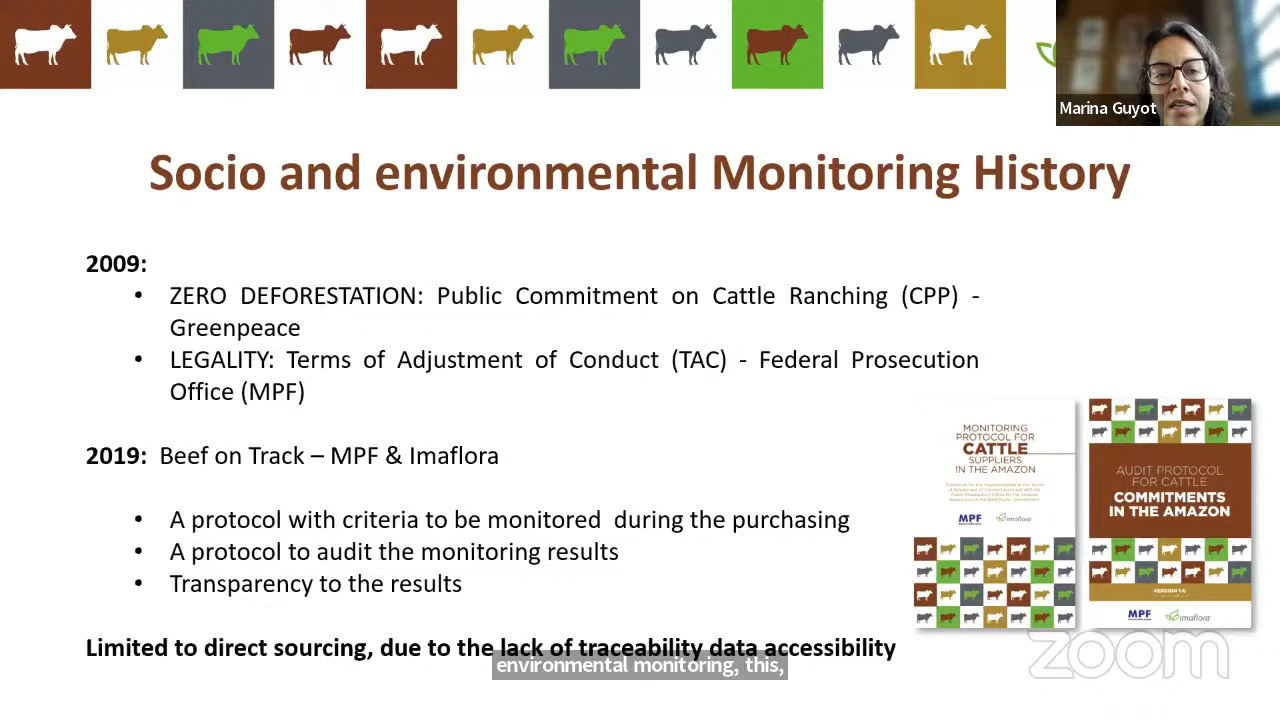 Marina Guyot
Socio and environmental Monitoring History
2009:
• ZERO DEFORESTATION: Public Commitment on Cattle Ranching (CPP) -
Greenpeace
• LEGALITY: Terms of Adjustment of Conduct (TAC) - Federal Prosecution
Office (MPF)
2019: Beef on Track – MPF & Imaflora
• A protocol with criteria to be monitored during the purchasing
• A protocol to audit the monitoring results
• Transparency to the results
Limited to direct sourcing, due to the lack of traceability data accessibility
environmental monitoring, this,
MONITORING
PROTOCOL FOR
CATTLE
SUPPLIERS
IN THE AMAZON
MPF imaflora
AUDIT PROTOCOL
FOR CATTLE
COMMITMENTS
IN THE AMAZON
MPF imaflora
zoom